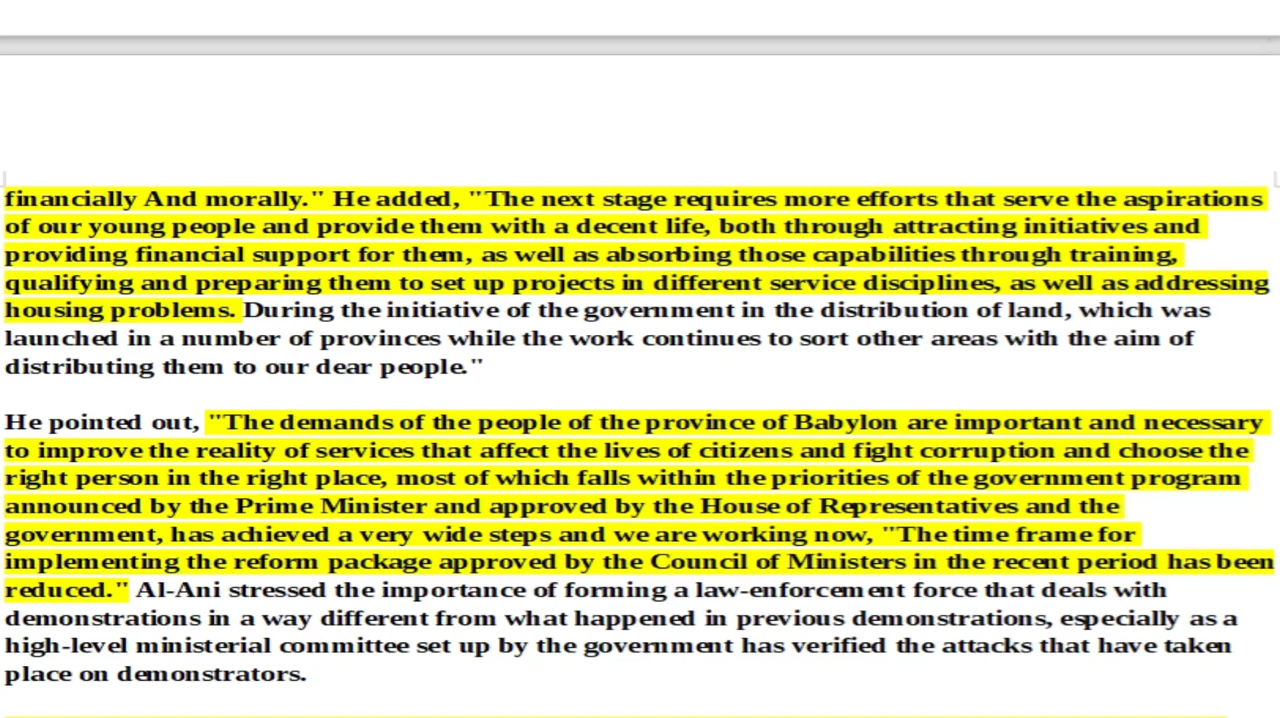 financially And morally." He added, "The next stage requires more efforts that serve the aspirations
of our young people and provide them with a decent life, both through attracting initiatives and
providing financial support for them, as well as absorbing those capabilities through training,
qualifying and preparing them to set up projects in different service disciplines, as well as addressing
housing problems. During the initiative of the government in the distribution of land, which was
launched in a number of provinces while the work continues to sort other areas with the aim of
distributing them to our dear people."
He pointed out, "The demands of the people of the province of Babylon are important and necessary
to improve the reality of services that affect the lives of citizens and fight corruption and choose the
right person in the right place, most of which falls within the priorities of the government program
announced by the Prime Minister and approved by the House of Representatives and the
government, has achieved a very wide steps and we are working now, "The time frame for
implementing the reform package approved by the Council of Ministers in the recent period has been
reduced." Al-Ani stressed the importance of forming a law-enforcement force that deals with
demonstrations in a way different from what happened in previous demonstrations, especially as a
high-level ministerial committee set up by the government has verified the attacks that have taken
place on demonstrators.